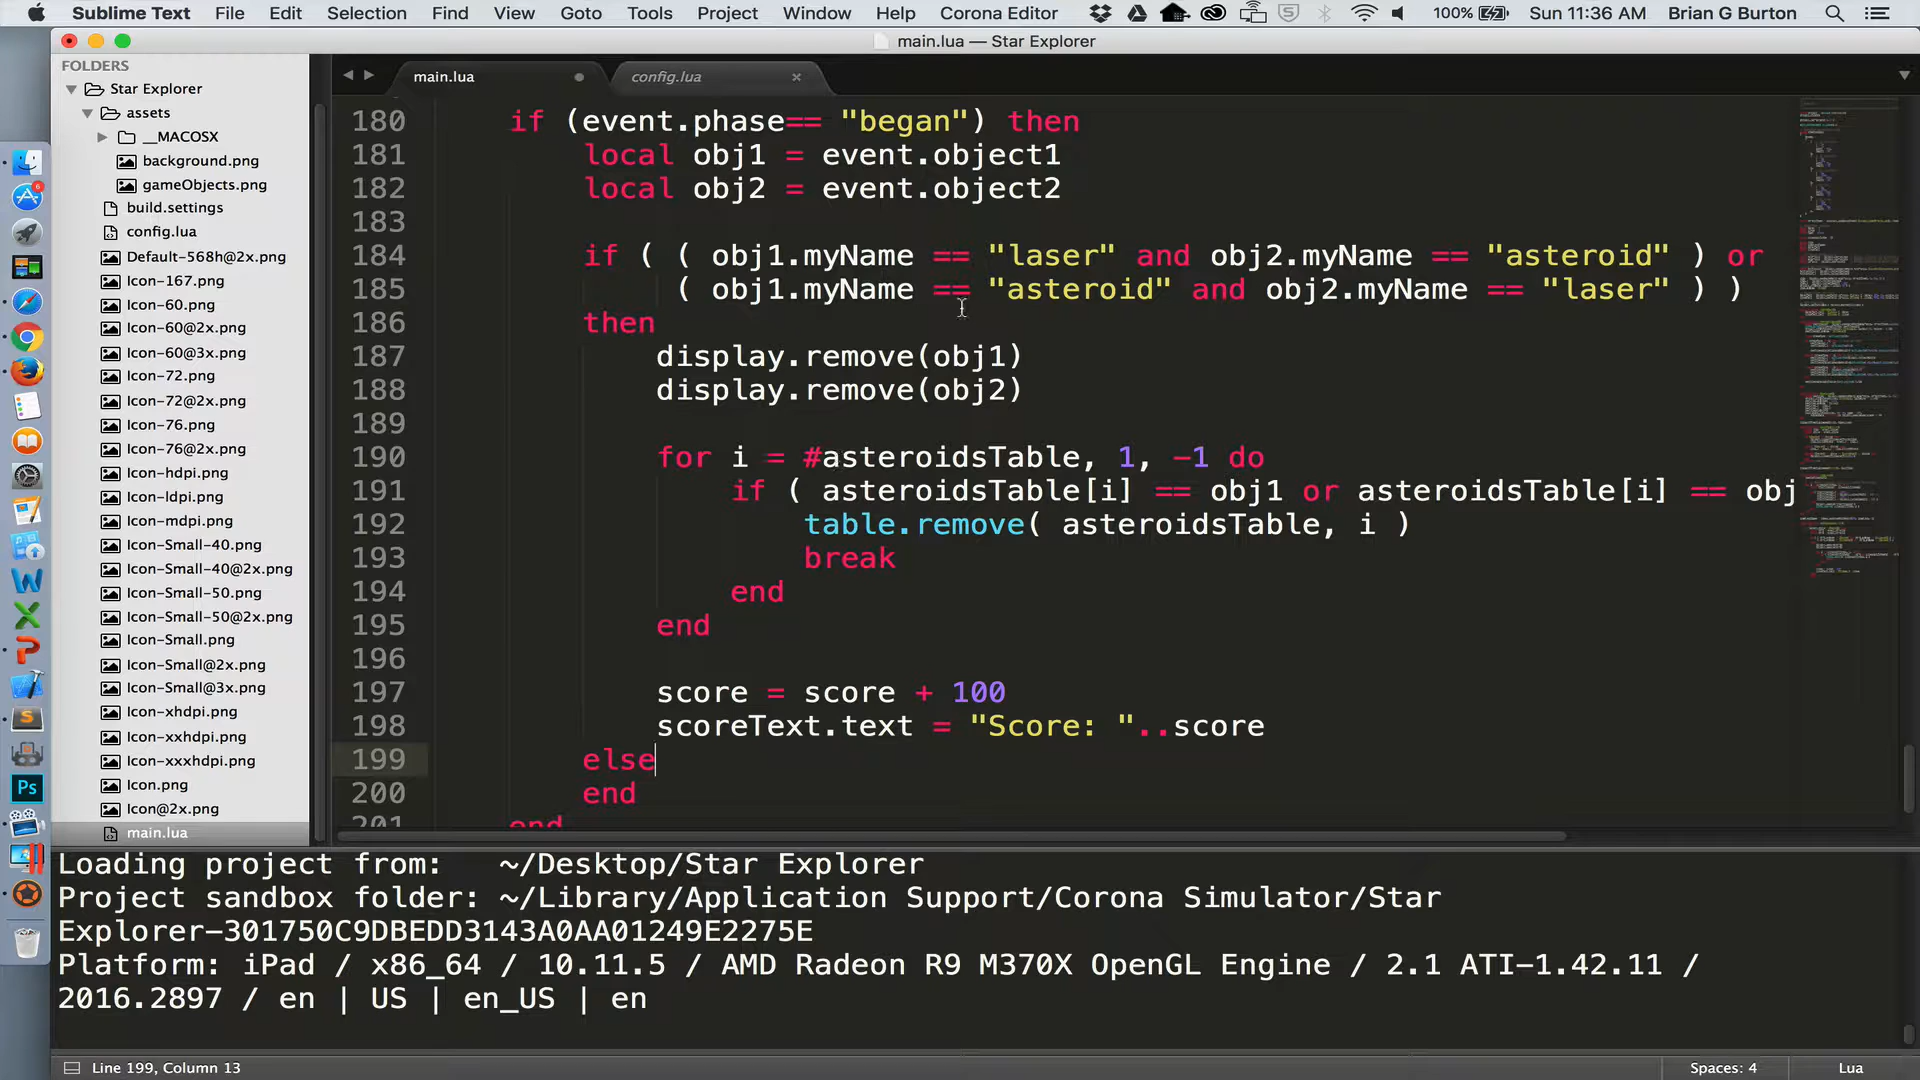 Sublime Text File Edit Selection Find View Goto Tools Project Window Help Corona Editor 100% Sun 11:36 AM Brian G Burton
main.lua — Star Explorer
FOLDERS
Star Explorer
assets
__MACOSX
background.png
gameObjects.png
build.settings
config.lua
Default-568h@2x.png
Icon-167.png
Icon-60.png
Icon-60@2x.png
Icon-60@3x.png
Icon-72.png
Icon-72@2x.png
Icon-76.png
Icon-76@2x.png
Icon-hdpi.png
Icon-ldpi.png
Icon-mdpi.png
Icon-Small-40.png
Icon-Small-40@2x.png
Icon-Small-50.png
Icon-Small-50@2x.png
Icon-Small.png
Icon-Small@2x.png
Icon-Small@3x.png
Icon-xhdpi.png
Icon-xxhdpi.png
Icon-xxxhdpi.png
Icon.png
Icon@2x.png
main.lua
main.lua config.lua
180 if (event.phase== "began") then
181 local obj1 = event.object1
182 local obj2 = event.object2
183
184 if ( ( obj1.myName == "laser" and obj2.myName == "asteroid" ) or
185 ( obj1.myName == "asteroid" and obj2.myName == "laser" ) )
186 then
187 display.remove(obj1)
188 display.remove(obj2)
189
190 for i = #asteroidsTable, 1, -1 do
191 if ( asteroidsTable[i] == obj1 or asteroidsTable[i] == obj
192 table.remove( asteroidsTable, i )
193 break
194 end
195 end
196
197 score = score + 100
198 scoreText.text = "Score: "..score
199 else
200 end
201 end
Loading project from: ~/Desktop/Star Explorer
Project sandbox folder: ~/Library/Application Support/Corona Simulator/Star
Explorer-301750C9DBEDD3143A0AA01249E2275E
Platform: iPad / x86_64 / 10.11.5 / AMD Radeon R9 M370X OpenGL Engine / 2.1 ATI-1.42.11 /
2016.2897 / en | US | en_US | en
Line 199, Column 13 Spaces: 4 Lua